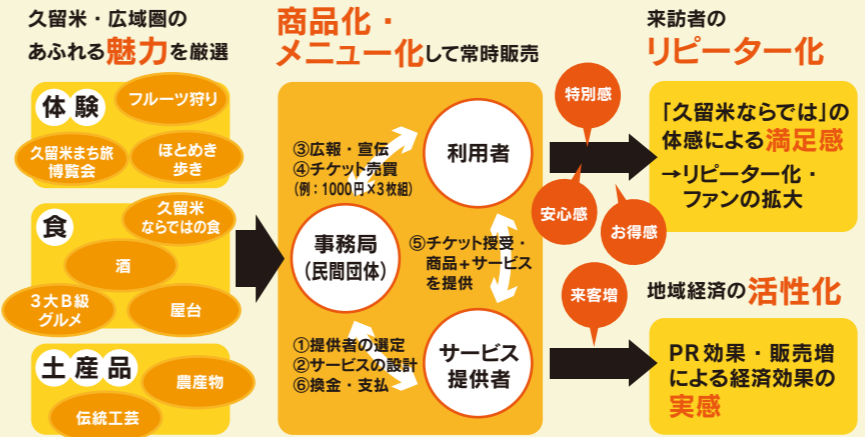 久留米・広域圏の
あふれる魅力を厳選
体験
フルーツ狩り
久留米まち旅
博覧会
ほとめき
歩き
食
久留米
ならではの食
酒
3大B級
グルメ
屋台
土産品
農産物
伝統工芸
商品化・
メニュー化して常時販売
③広報・宣伝
④チケット売買
(例:1000円×3枚組)
利用者
事務局
(民間団体)
⑤チケット授受・
商品+サービス
を提供
①提供者の選定
②サービスの設計
⑥換金・支払
サービス
提供者
特別感
安心感
お得感
来客増
来訪者の
リピーター化
「久留米ならでは」の
体感による満足感
→リピーター化・
ファンの拡大
地域経済の活性化
PR効果・販売増
による経済効果の
実感